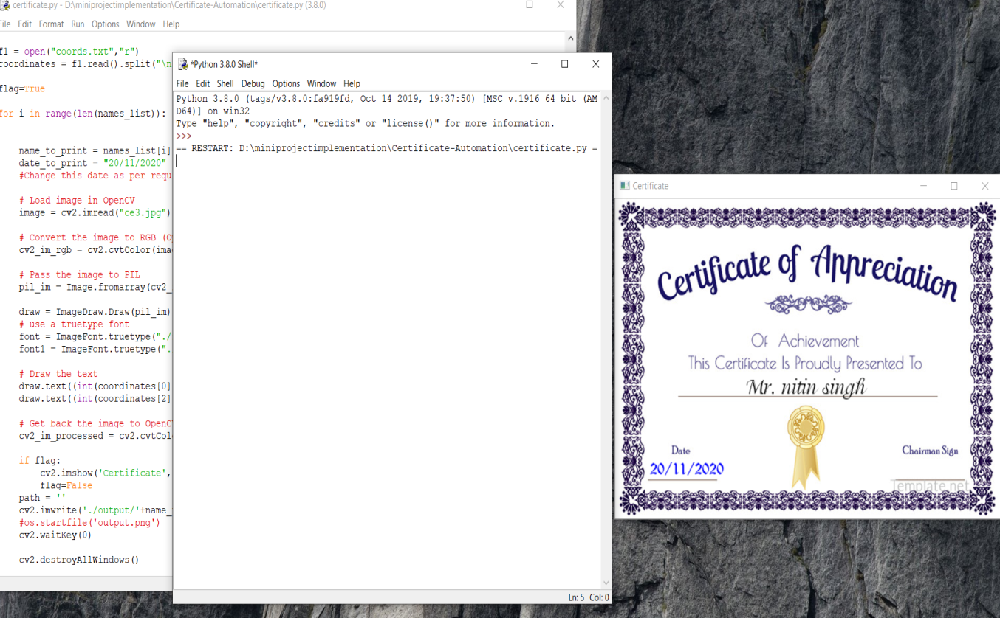 certificate.py - D:\miniprojectimplementation\Certificate-Automation\certificate.py (3.8.0)
File Edit Format Run Options Window Help
f1 = open("coords.txt","r")
coordinates = f1.read().split("\n
flag=True
for i in range(len(names_list)):
name_to_print = names_list[i]
date_to_print = "20/11/2020"
#Change this date as per requ
# Load image in OpenCV
image = cv2.imread("ce3.jpg")
# Convert the image to RGB (O
cv2_im_rgb = cv2.cvtColor(ima
# Pass the image to PIL
pil_im = Image.fromarray(cv2_
draw = ImageDraw.Draw(pil_im)
# use a truetype font
font = ImageFont.truetype("./
font1 = ImageFont.truetype(".
# Draw the text
draw.text((int(coordinates[0]
draw.text((int(coordinates[2]
# Get back the image to OpenC
cv2_im_processed = cv2.cvtCol
if flag:
cv2.imshow('Certificate',
flag=False
path = ''
cv2.imwrite('./output/'+name_
#os.startfile('output.png')
cv2.waitKey(0)
cv2.destroyAllWindows()
*Python 3.8.0 Shell*
File Edit Shell Debug Options Window Help
Python 3.8.0 (tags/v3.8.0:fa919fd, Oct 14 2019, 19:37:50) [MSC v.1916 64 bit (AM
D64)] on win32
Type "help", "copyright", "credits" or "license()" for more information.
>>>
== RESTART: D:\miniprojectimplementation\Certificate-Automation\certificate.py =
Ln: 5 Col: 0
Certificate
Certificate of Appreciation
Of Achievement
This Certificate Is Proudly Presented To
Mr. nitin singh
Date
Chairman Sign
20/11/2020
Template.net